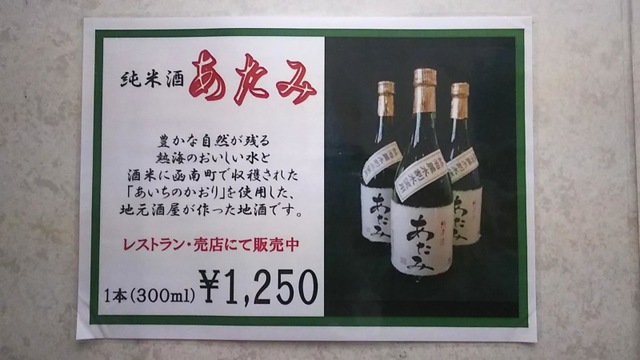 純米酒 あたみ
豊かな自然が残る
熱海のおいしい水と
酒米に函南町で収穫された
「あいちのかおり」を使用した、
地元酒屋が作った地酒です。
レストラン・売店にて販売中
1本(300ml) ¥1,250
あたみ
あたみ
あたみ